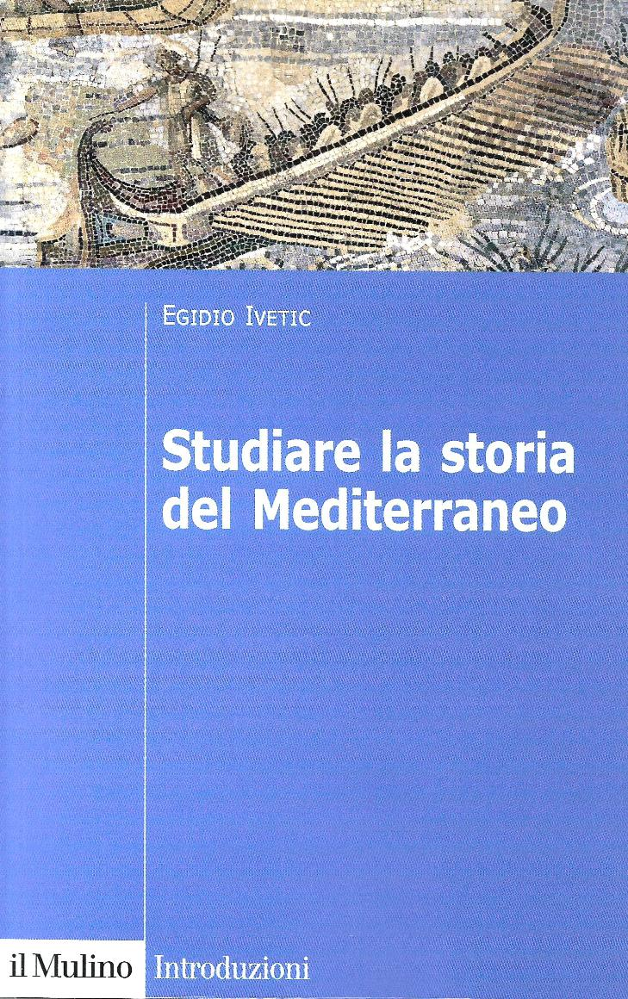 EGIDIO IVETIC
Studiare la storia
del Mediterraneo
il Mulino
Introduzioni